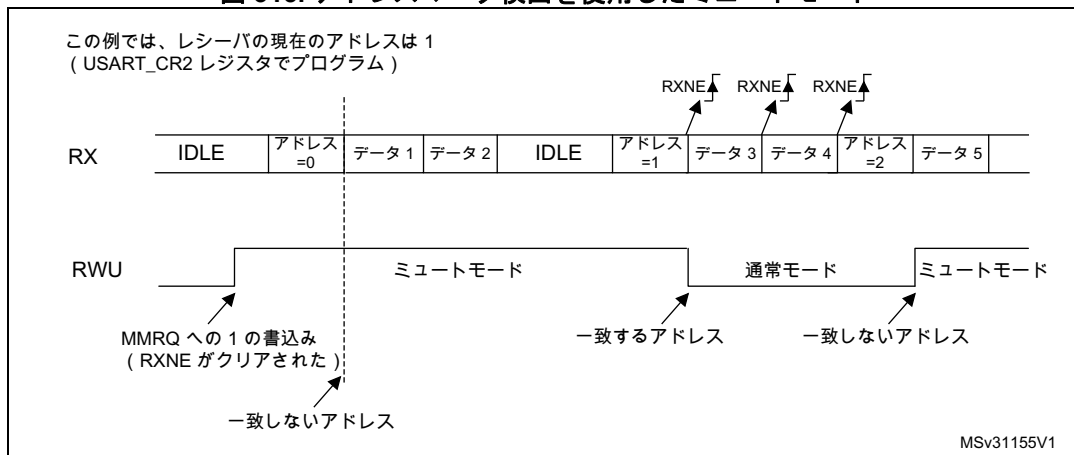 この例では、レシーバの現在のアドレスは 1
( USART_CR2 レジスタでプログラム )
RXNE RXNE RXNE
RX IDLE アドレス=0 データ 1 データ 2 IDLE アドレス=1 データ 3 データ 4 アドレス=2 データ 5
RWU ミュートモード 通常モード ミュートモード
MMRQ への 1 の書込み
( RXNE がクリアされた )
一致するアドレス 一致しないアドレス
一致しないアドレス
MSv31155V1